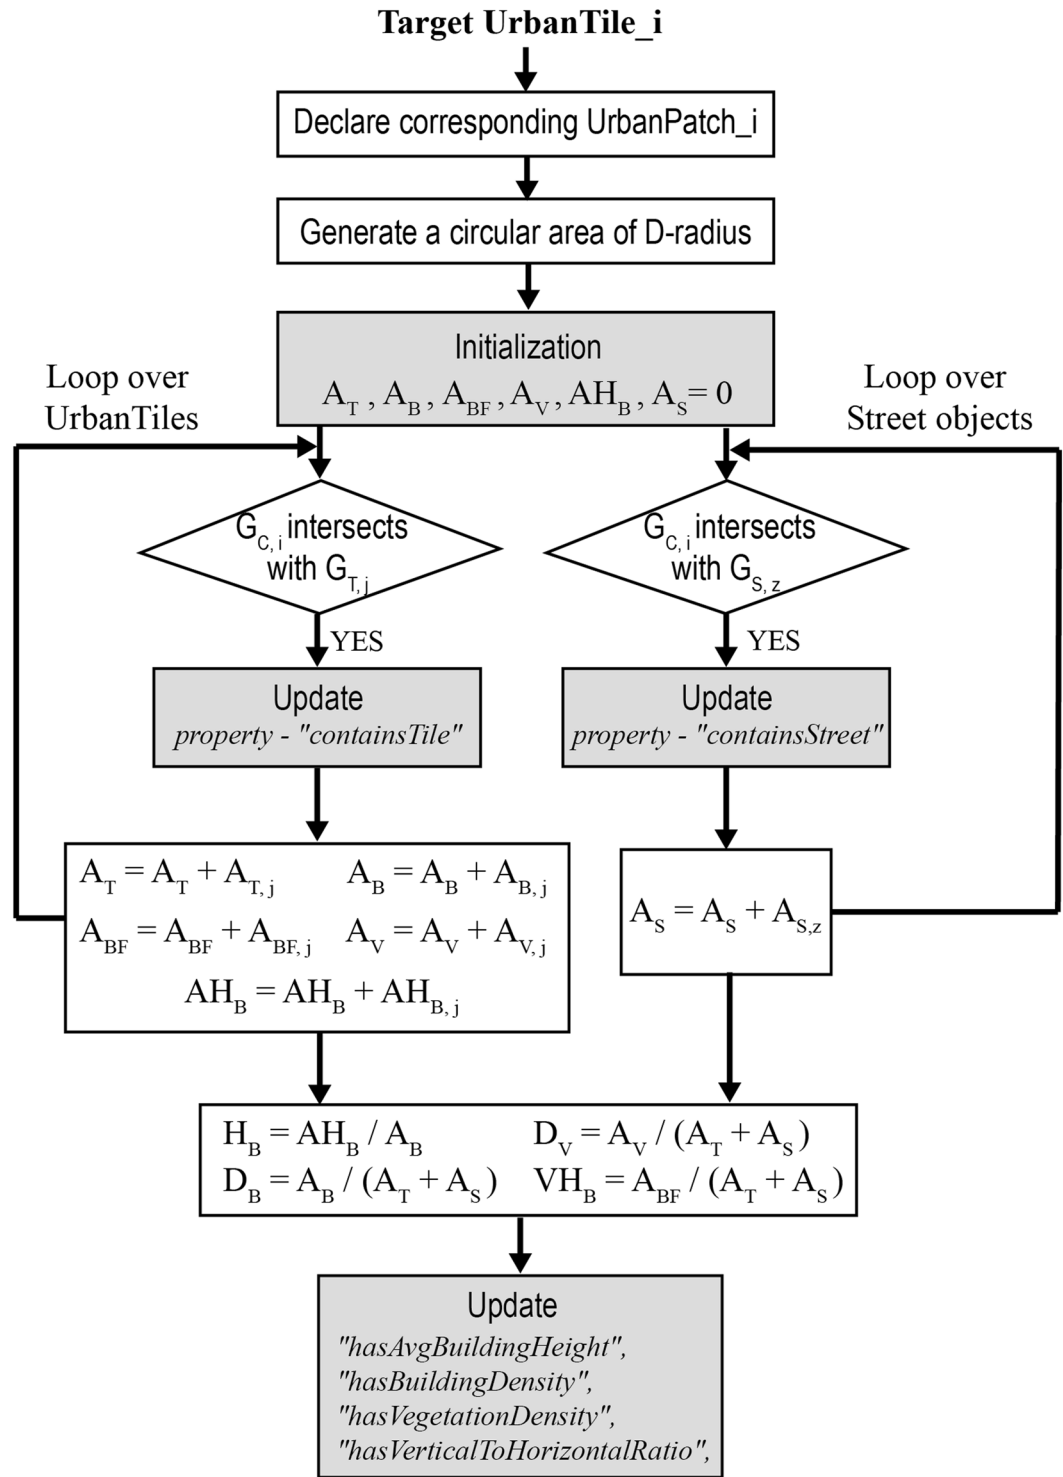 Target UrbanTile_i
Declare corresponding UrbanPatch_i
Generate a circular area of D-radius
Initialization
A_T , A_B, A_BF, A_V, AH_B, A_S= 0
Loop over
UrbanTiles
Loop over
Street objects
G_C, i intersects
with G_T, j
G_C, i intersects
with G_S, z
YES
YES
Update
property - "containsTile"
Update
property - "containsStreet"
A_T = A_T + A_T, j
A_B = A_B + A_B, j
A_BF = A_BF + A_BF, j
A_V = A_V + A_V, j
AH_B = AH_B + AH_B, j
A_S = A_S + A_S,z
H_B = AH_B / A_B
D_V = A_V / (A_T + A_S)
D_B = A_B / (A_T + A_S)
VH_B = A_BF / (A_T + A_S)
Update
"hasAvgBuildingHeight",
"hasBuildingDensity",
"hasVegetationDensity",
"hasVerticalToHorizontalRatio",